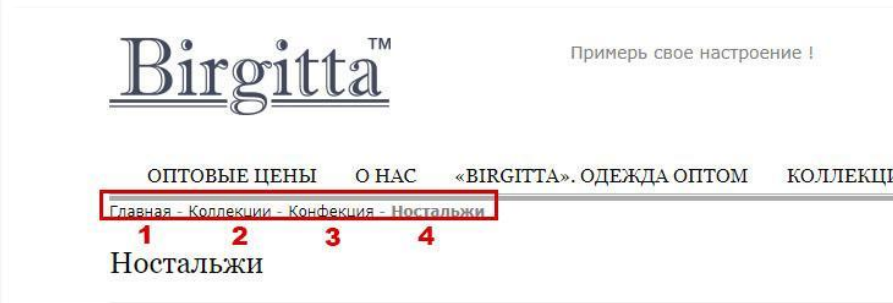 Birgitta™
Примерь свое настроение !
ОПТОВЫЕ ЦЕНЫ О НАС «BIRGITTA». ОДЕЖДА ОПТОМ КОЛЛЕКЦИ
Главная - Коллекции - Конфекция - Ностальжи
1 2 3 4
Ностальжи